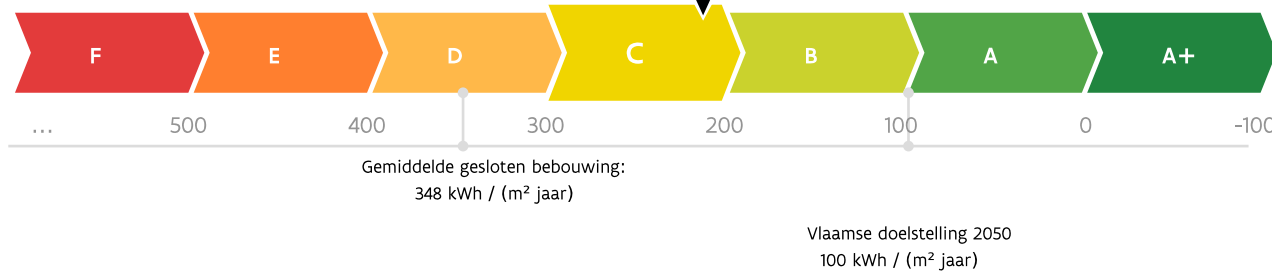 F E D C B A A+
... 500 400 300 200 100 0 -100
Gemiddelde gesloten bebouwing:
348 kWh / (m² jaar)
Vlaamse doelstelling 2050
100 kWh / (m² jaar)